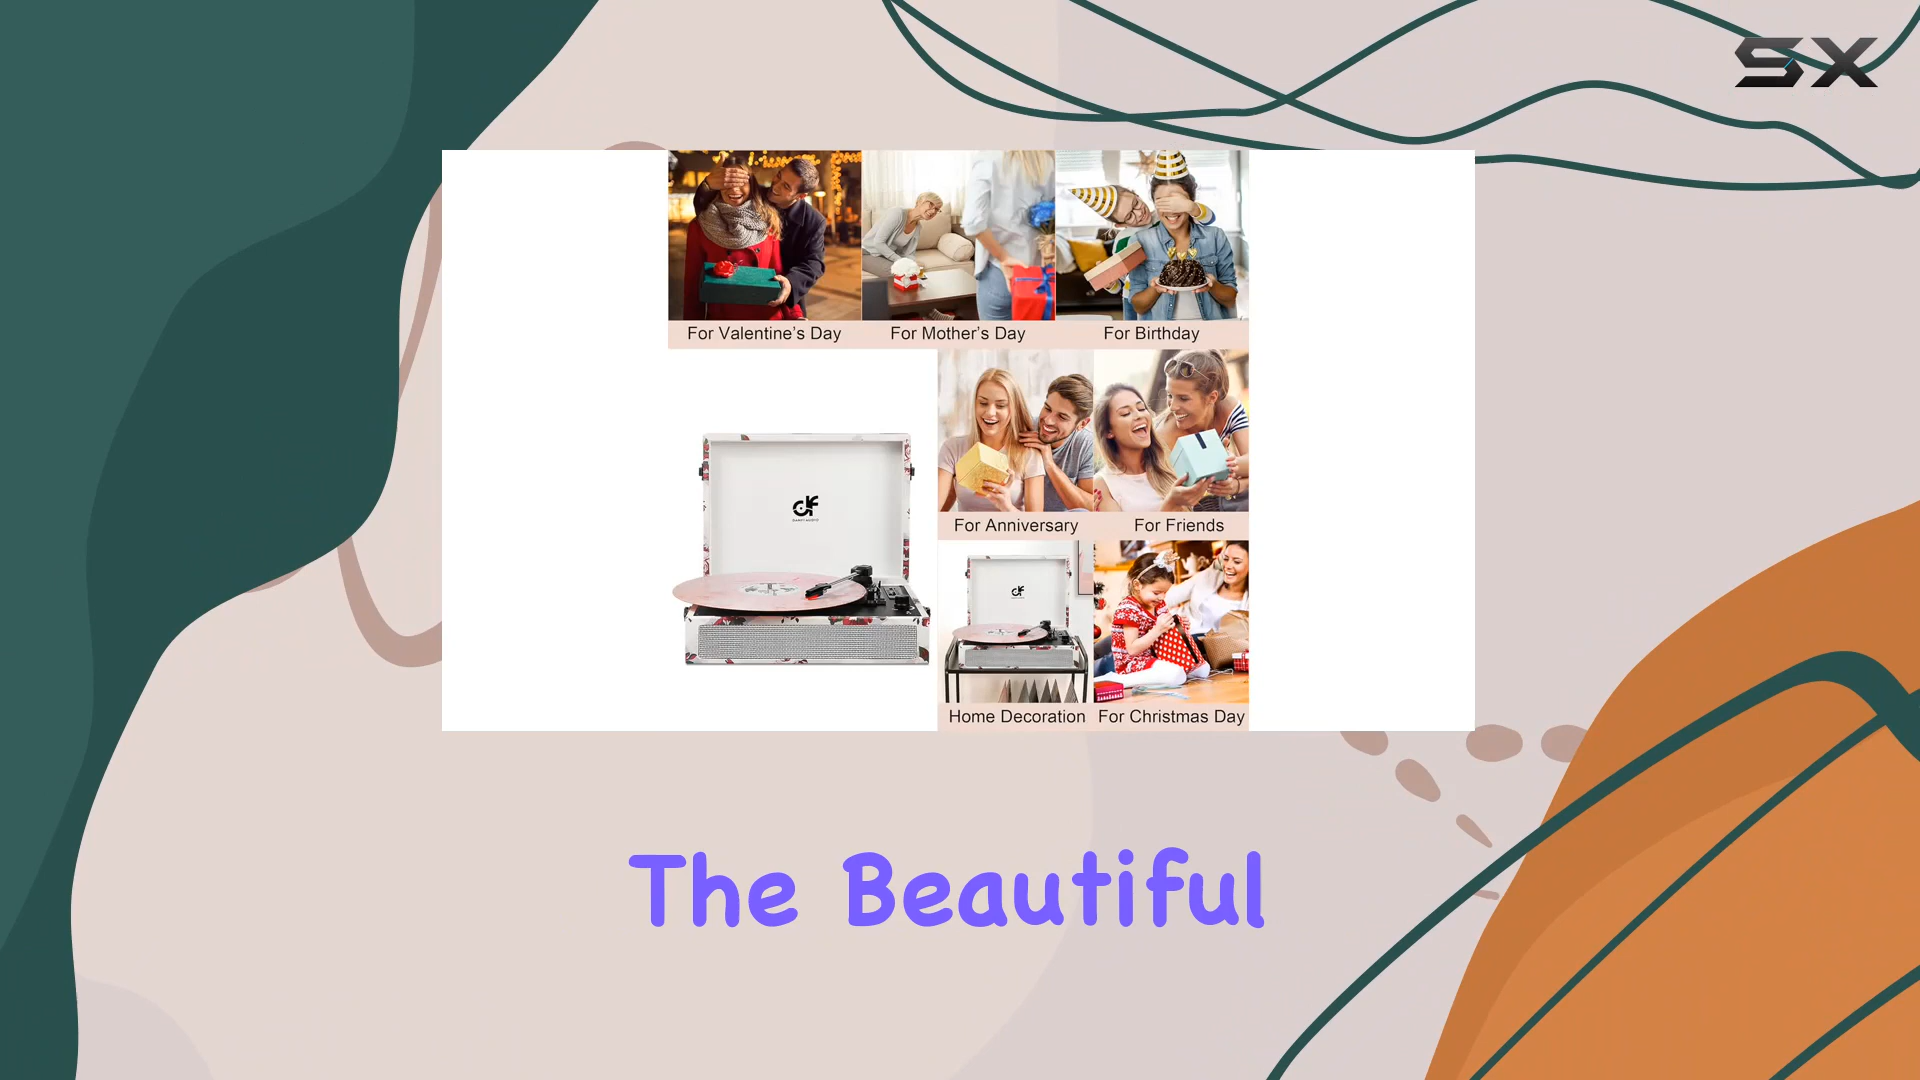 SX
For Valentine's Day
For Mother's Day
For Birthday
For Anniversary
For Friends
Home Decoration
For Christmas Day
The Beautiful